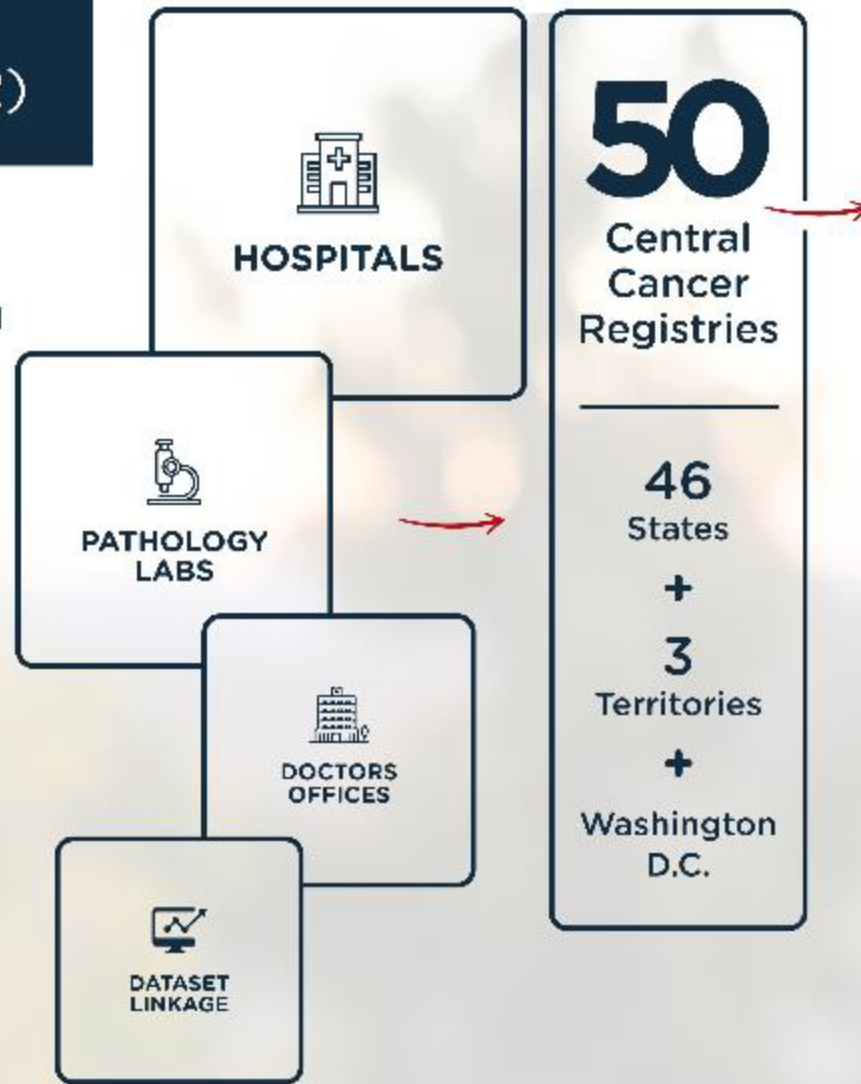 HOSPITALS
PATHOLOGY
LABS
DOCTORS
OFFICES
DATASET
LINKAGE
50
Central
Cancer
Registries
46
States
+
3
Territories
+
Washington
D.C.